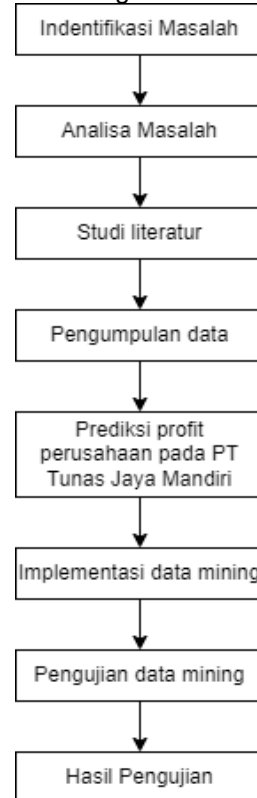 Indentifikasi Masalah
Analisa Masalah
Studi literatur
Pengumpulan data
Prediksi profit
perusahaan pada PT
Tunas Jaya Mandiri
Implementasi data mining
Pengujian data mining
Hasil Pengujian